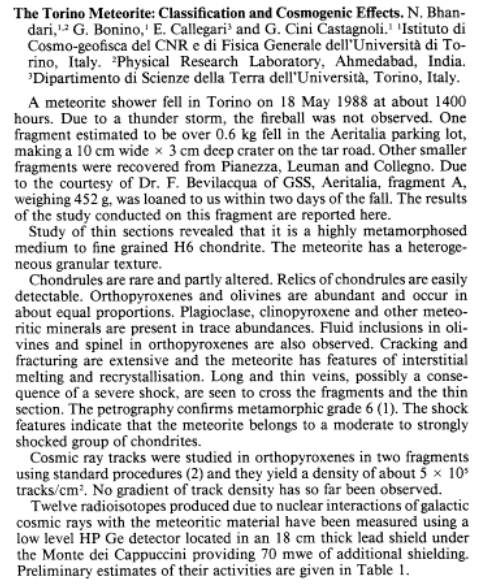 The Torino Meteorite: Classification and Cosmogenic Effects. N. Bhan-
dari,¹,² G. Bonino,¹ E. Callegari³ and G. Cini Castagnoli.¹ ¹Istituto di
Cosmo-geofisca del CNR e di Fisica Generale dell'Università di To-
rino, Italy. ²Physical Research Laboratory, Ahmedabad, India.
³Dipartimento di Scienze della Terra dell'Università, Torino, Italy.
A meteorite shower fell in Torino on 18 May 1988 at about 1400
hours. Due to a thunder storm, the fireball was not observed. One
fragment estimated to be over 0.6 kg fell in the Aeritalia parking lot,
making a 10 cm wide × 3 cm deep crater on the tar road. Other smaller
fragments were recovered from Pianezza, Leuman and Collegno. Due
to the courtesy of Dr. F. Bevilacqua of GSS, Aeritalia, fragment A,
weighing 452 g, was loaned to us within two days of the fall. The results
of the study conducted on this fragment are reported here.
Study of thin sections revealed that it is a highly metamorphosed
medium to fine grained H6 chondrite. The meteorite has a heteroge-
neous granular texture.
Chondrules are rare and partly altered. Relics of chondrules are easily
detectable. Orthopyroxenes and olivines are abundant and occur in
about equal proportions. Plagioclase, clinopyroxene and other meteo-
ritic minerals are present in trace abundances. Fluid inclusions in oli-
vines and spinel in orthopyroxenes are also observed. Cracking and
fracturing are extensive and the meteorite has features of interstitial
melting and recrystallisation. Long and thin veins, possibly a conse-
quence of a severe shock, are seen to cross the fragments and the thin
section. The petrography confirms metamorphic grade 6 (1). The shock
features indicate that the meteorite belongs to a moderate to strongly
shocked group of chondrites.
Cosmic ray tracks were studied in orthopyroxenes in two fragments
using standard procedures (2) and they yield a density of about 5 × 10⁵
tracks/cm². No gradient of track density has so far been observed.
Twelve radioisotopes produced due to nuclear interactions of galactic
cosmic rays with the meteoritic material have been measured using a
low level HP Ge detector located in an 18 cm thick lead shield under
the Monte dei Cappuccini providing 70 mwe of additional shielding.
Preliminary estimates of their activities are given in Table 1.